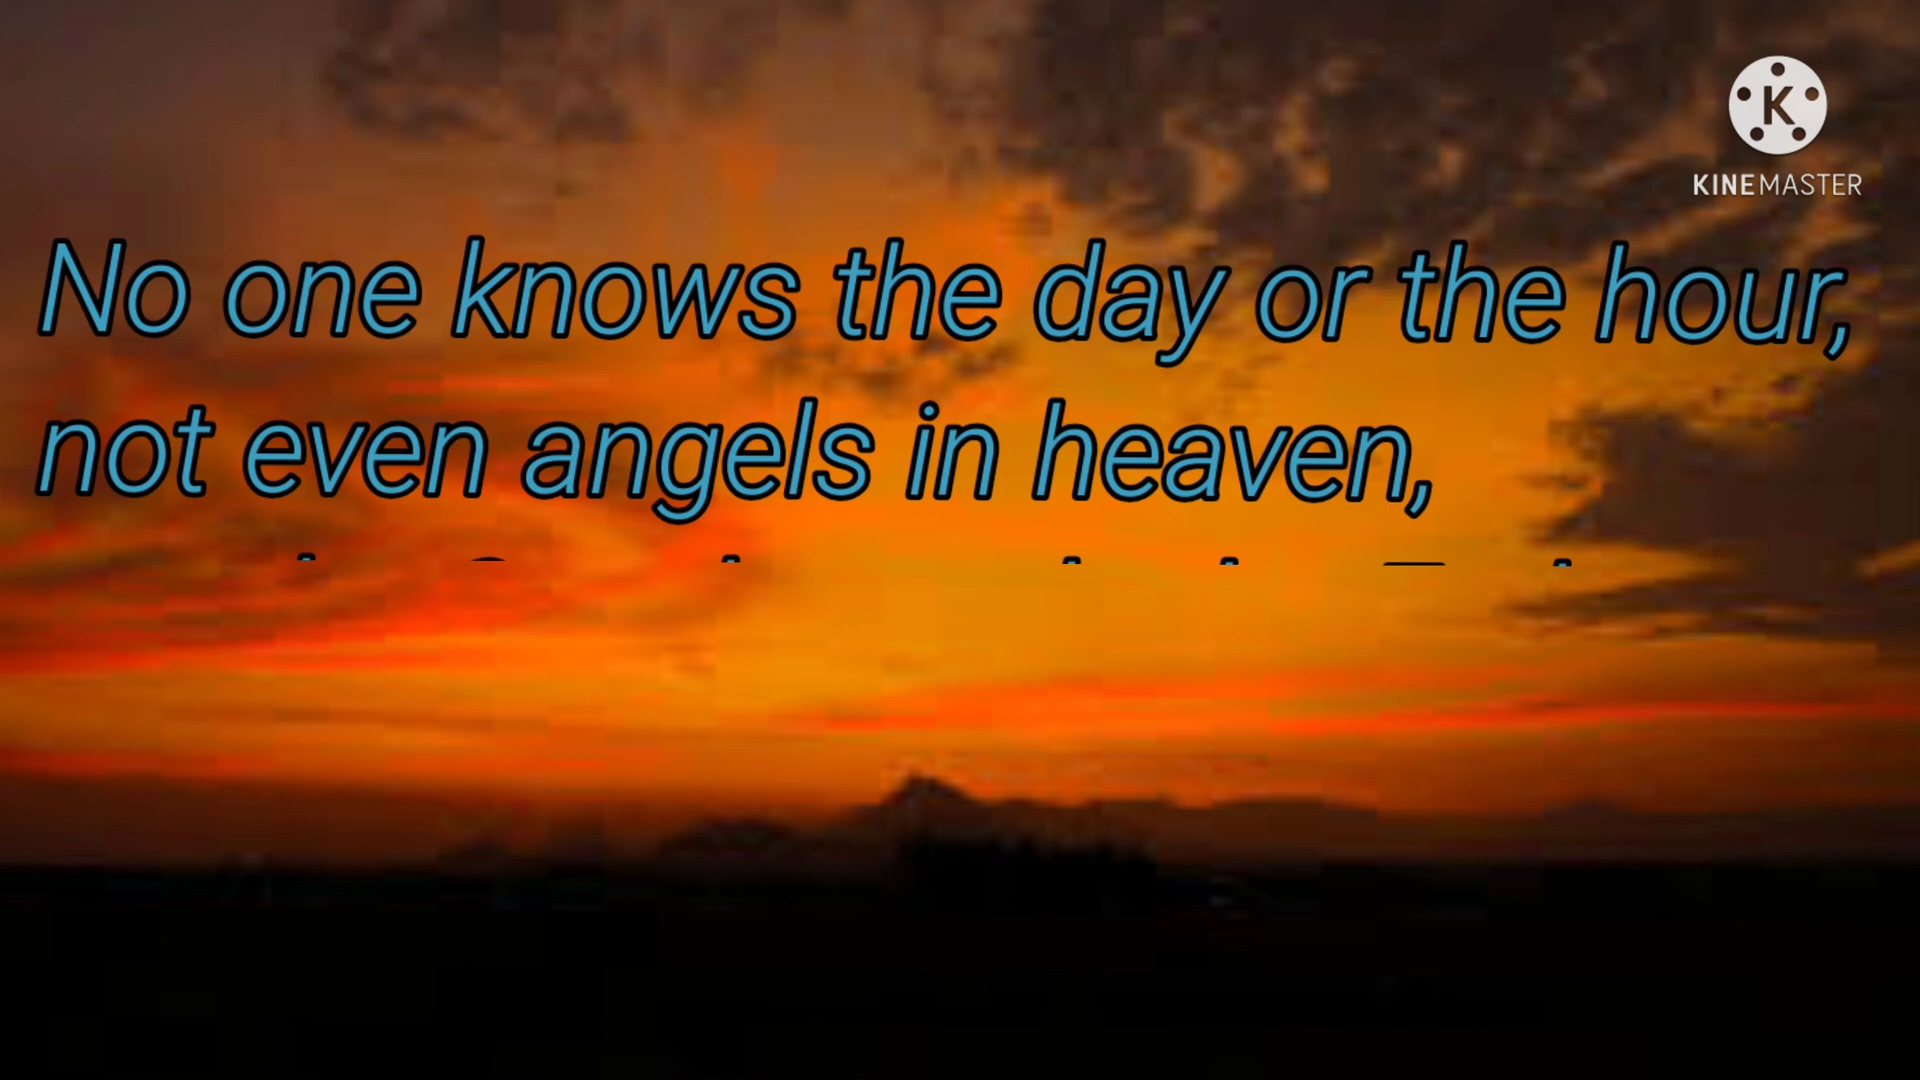 K
KINEMASTER
No one knows the day or the hour,
not even angels in heaven,